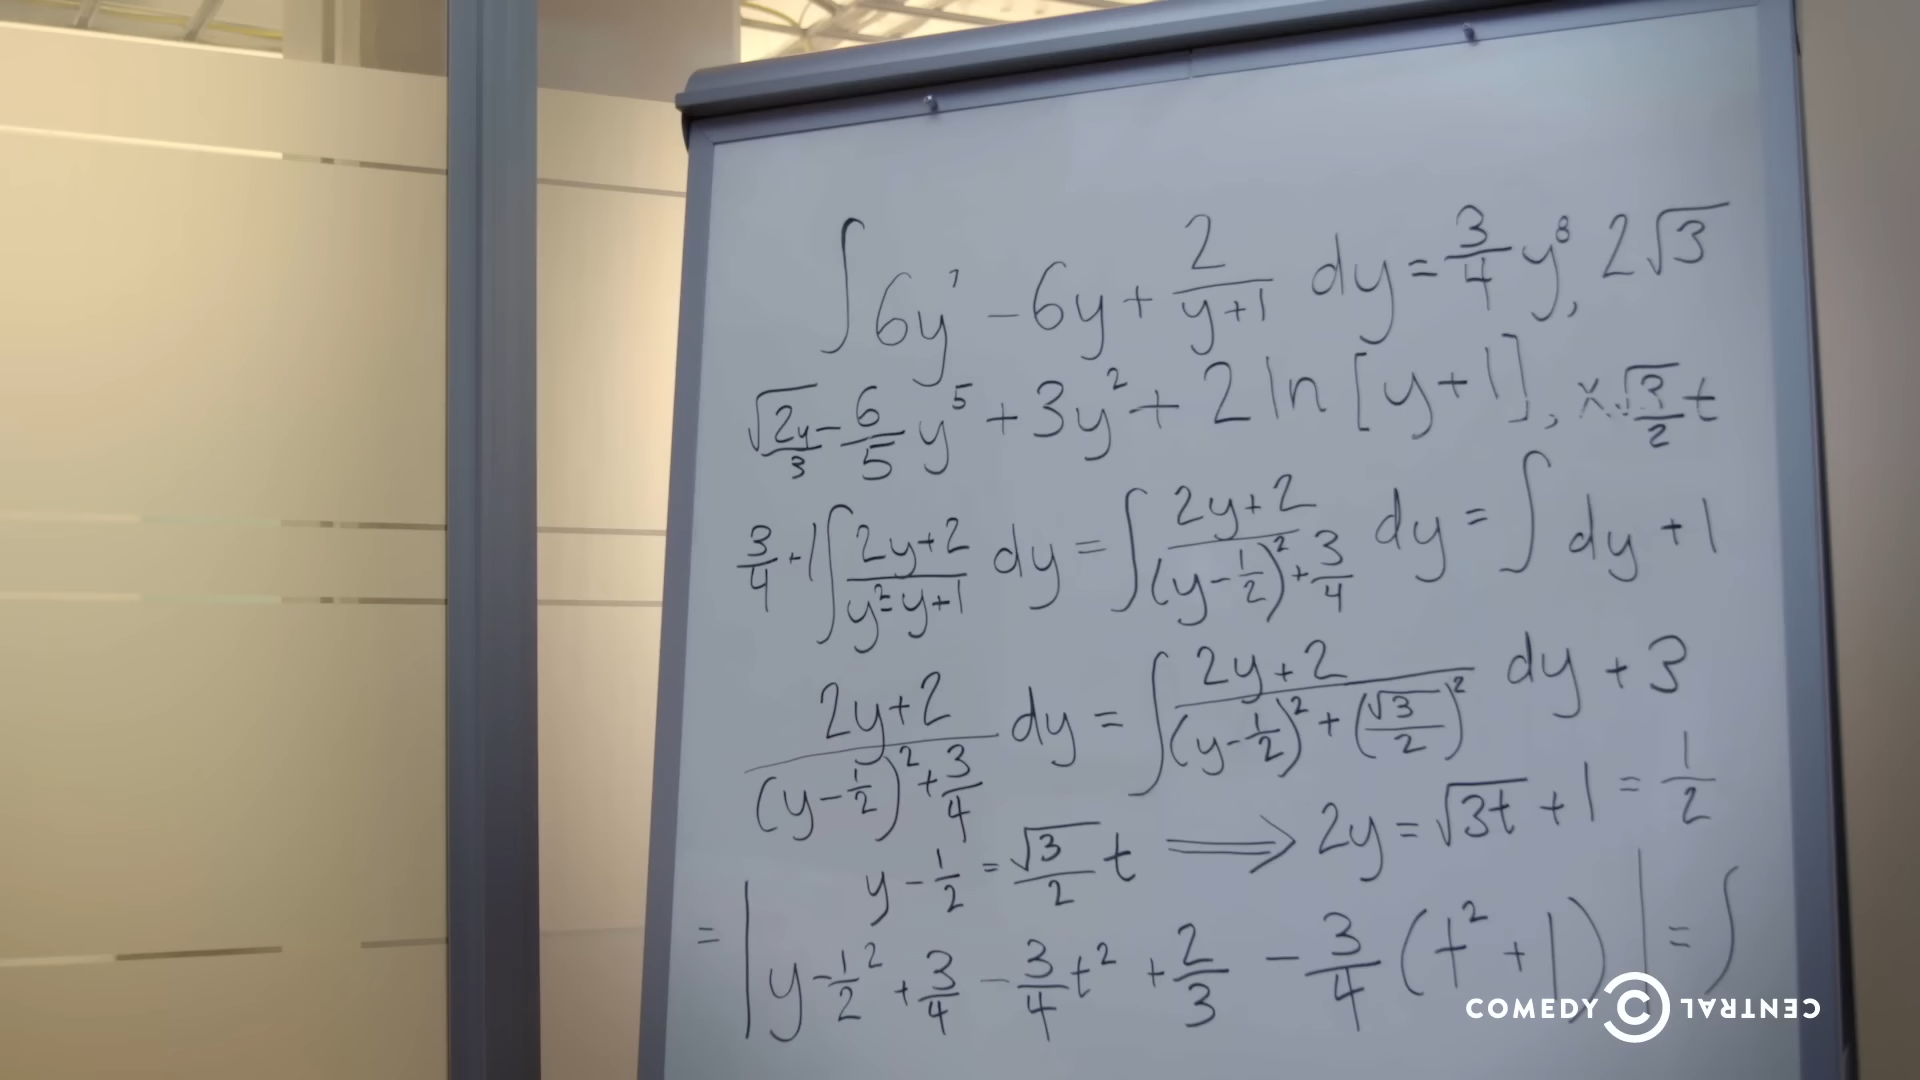 ∫ 6y⁷ - 6y + 2/(y+1) dy = 3/4 y⁸, 2√3
√2y/3 - 6/5 y⁵ + 3y² + 2 ln [y+1], x √3/2 t
3/4 + 1 ∫ (2y+2)/(y² - y+1) dy = ∫ (2y+2)/((y-1/2)² + 3/4) dy = ∫ dy + 1
(2y+2)/((y-1/2)² + 3/4) dy = ∫ (2y+2)/((y-1/2)² + (√3/2)²) dy + 3
y - 1/2 = √3/2 t ⟹ 2y = √3t + 1 = 1/2
= | y - 1/2² + 3/4 - 3/4 t² + 2/3 - 3/4 (t² + 1) | = ∫
COMEDY CENTRAL